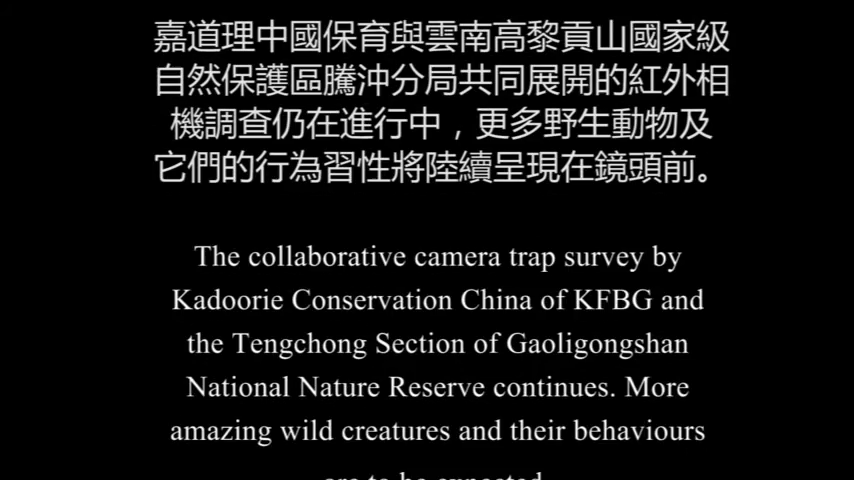 嘉道理中國保育與雲南高黎貢山國家級
自然保護區騰沖分局共同展開的紅外相
機調查仍在進行中，更多野生動物及
它們的行為習性將陸續呈現在鏡頭前。
The collaborative camera trap survey by
Kadoorie Conservation China of KFBG and
the Tengchong Section of Gaoligongshan
National Nature Reserve continues. More
amazing wild creatures and their behaviours
are to be expected